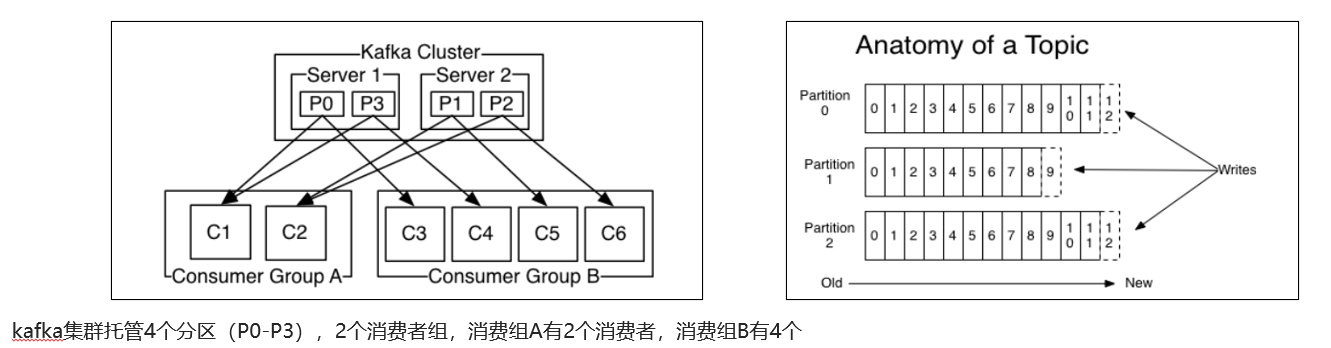 Kafka Cluster
Server 1 Server 2
P0 P3 P1 P2
C1 C2 C3 C4 C5 C6
Consumer Group A Consumer Group B
Anatomy of a Topic
Partition 0 0 1 2 3 4 5 6 7 8 9 10 11 12
Partition 1 0 1 2 3 4 5 6 7 8 9
Writes
Partition 2 0 1 2 3 4 5 6 7 8 9 10 11 12
Old New
kafka集群托管4个分区（P0-P3），2个消费者组，消费组A有2个消费者，消费组B有4个